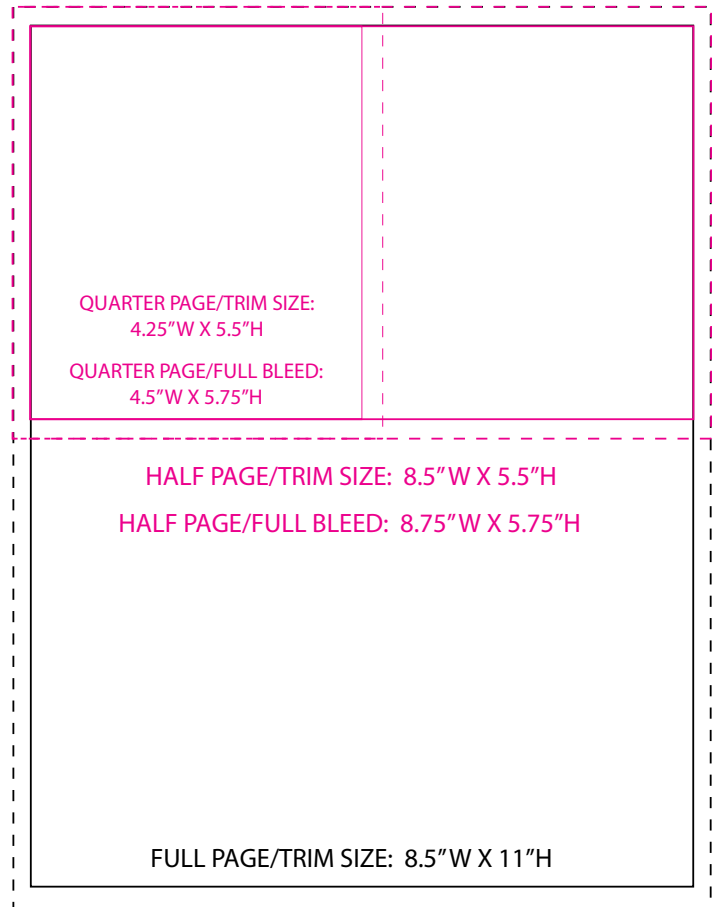 QUARTER PAGE/TRIM SIZE:
4.25”W X 5.5”H
QUARTER PAGE/FULL BLEED:
4.5”W X 5.75”H
HALF PAGE/TRIM SIZE: 8.5”W X 5.5”H
HALF PAGE/FULL BLEED: 8.75”W X 5.75”H
FULL PAGE/TRIM SIZE: 8.5”W X 11”H